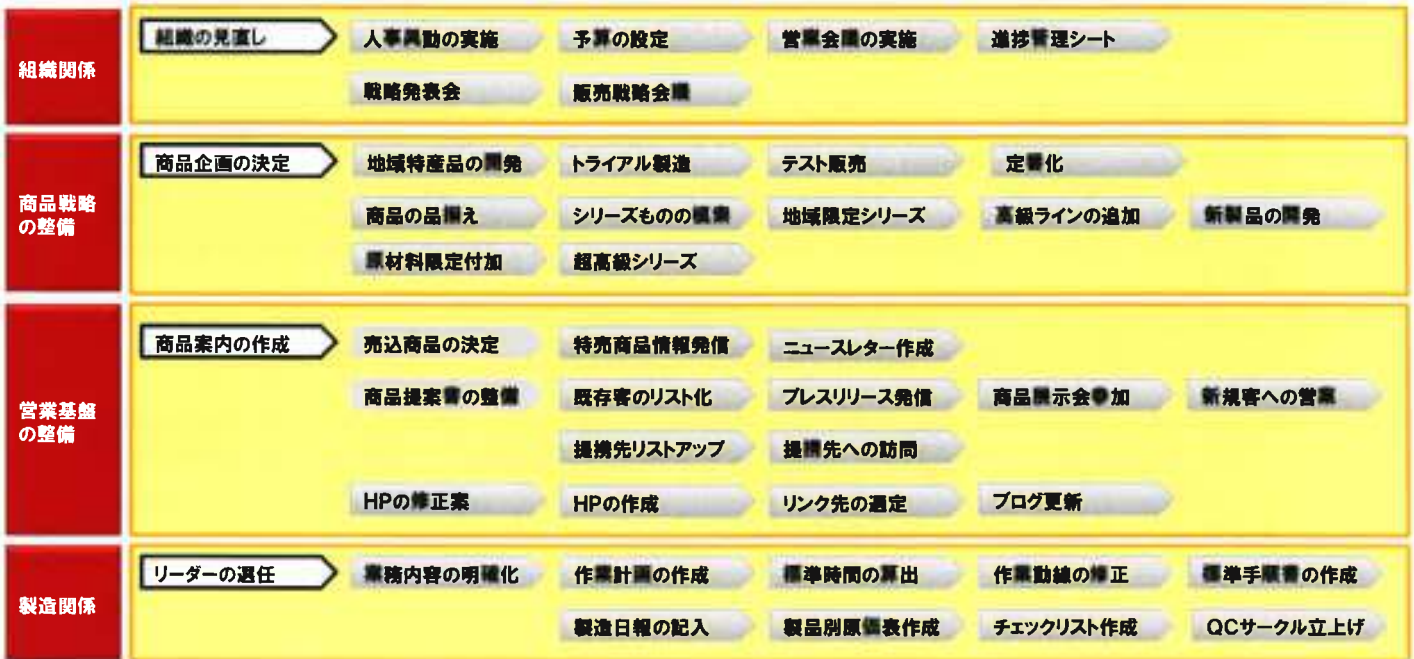 組織関係
組織の見直し
人事異動の実施
予算の設定
営業会議の実施
進捗管理シート
戦略発表会
販売戦略会議
商品戦略
の整備
商品企画の決定
地域特産品の開発
トライアル製造
テスト販売
定番化
商品の品揃え
シリーズものの
地域限定シリーズ
高級ラインの追加
新製品の開発
原材料限定付加
超高級シリーズ
営業基盤
の整備
商品案内の作成
売込商品の決定
特売商品情報発信
ニュースレター作成
商品提案書の整備
既存客のリスト化
プレスリリース発信
商品展示会参加
新規客への営業
提携先リストアップ
提携先への訪問
HPの修正案
HPの作成
リンク先の選定
ブログ更新
製造関係
リーダーの選任
業務内容の明確化
作業計画の作成
標準時間の算出
作業動線の修正
標準手順書の作成
製造日報の記入
製品別原価表作成
チェックリスト作成
QCサークル立上げ